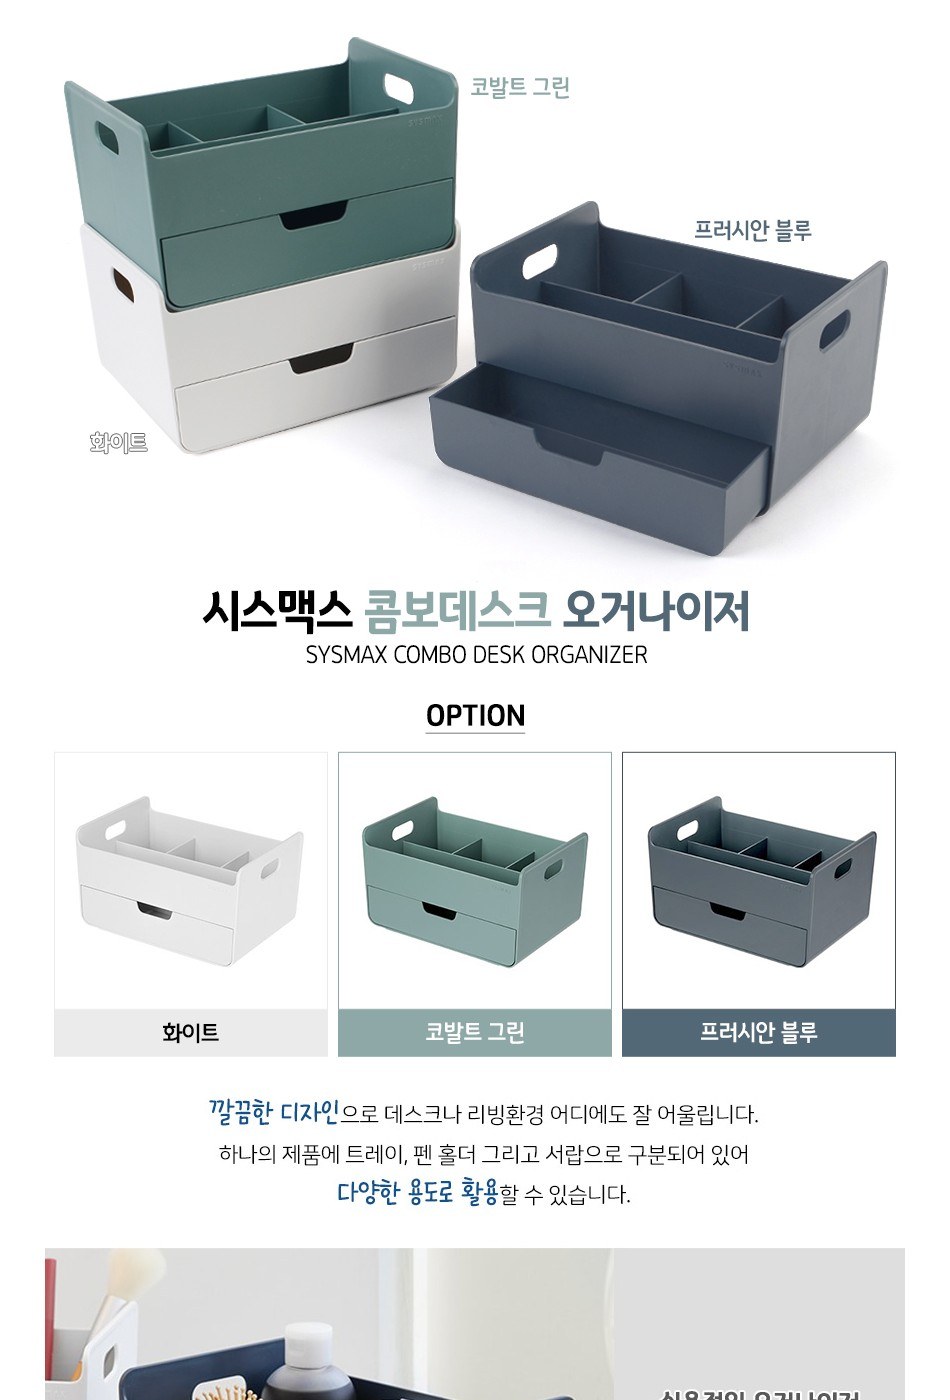 코발트 그린
SYSMAX
프러시안 블루
SYSMAX
SYSMAX
화이트
시스맥스 콤보데스크 오거나이저
SYSMAX COMBO DESK ORGANIZER
OPTION
화이트
코발트 그린
프러시안 블루
깔끔한 디자인으로 데스크나 리빙환경 어디에도 잘 어울립니다.
하나의 제품에 트레이, 펜 홀더 그리고 서랍으로 구분되어 있어
다양한 용도로 활용할 수 있습니다.